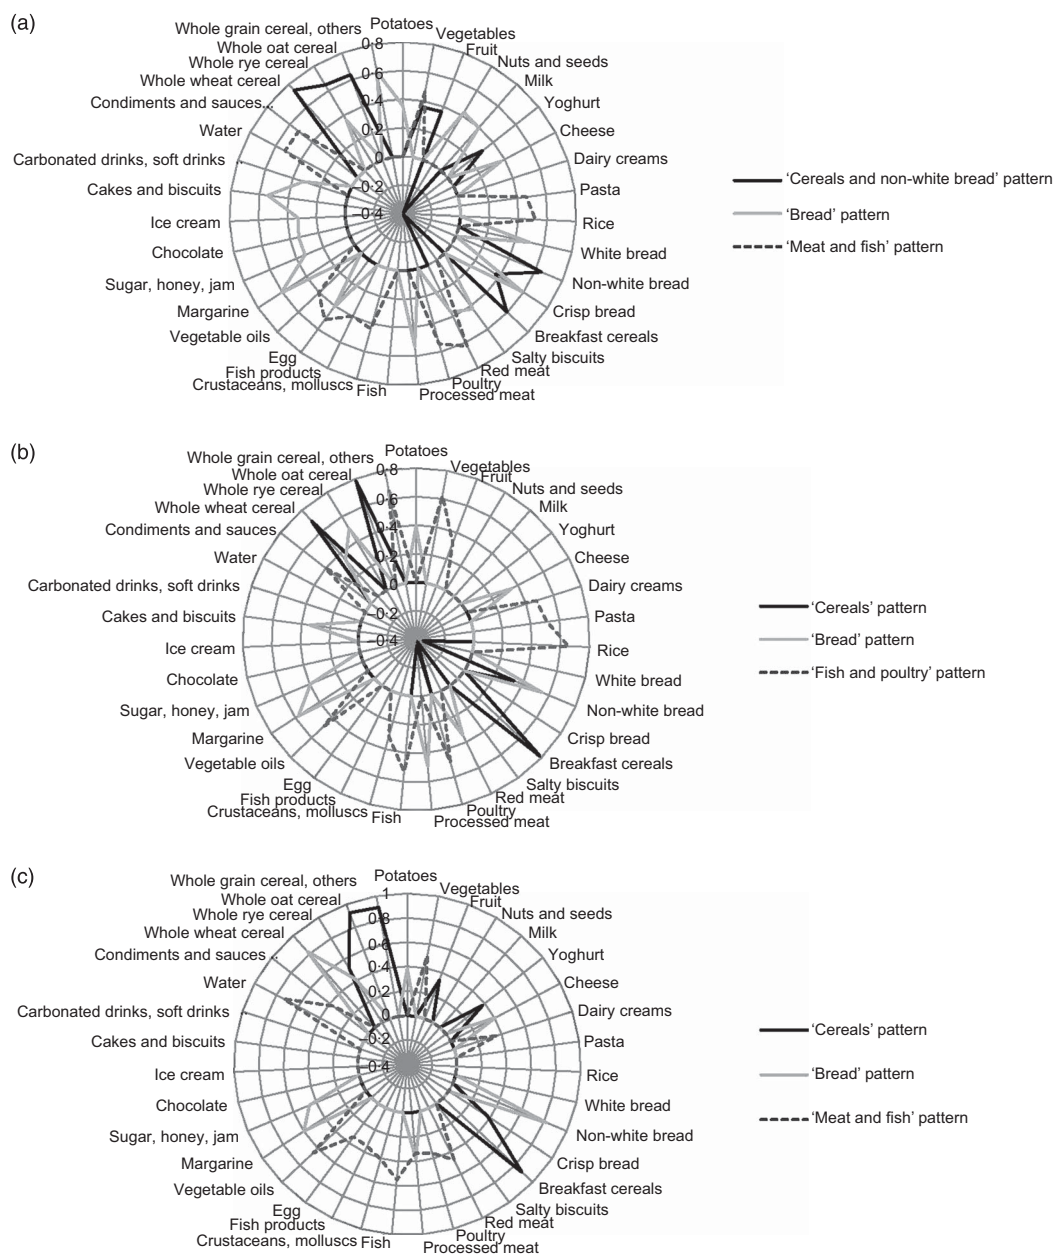 (a)
Potatoes
Vegetables
Fruit
Nuts and seeds
Milk
Yoghurt
Cheese
Dairy creams
Pasta
Rice
White bread
Non-white bread
Crisp bread
Breakfast cereals
Salty biscuits
Red meat
Poultry
Processed meat
Fish
Crustaceans, molluscs
Fish products
Egg
Vegetable oils
Margarine
Sugar, honey, jam
Chocolate
Ice cream
Cakes and biscuits
Carbonated drinks, soft drinks ..
Water
Condiments and sauces...
Whole wheat cereal
Whole rye cereal
Whole oat cereal
Whole grain cereal, others
0·8
0·6
0·4
0·2
0
–0·2
–0·4
'Cereals and non-white bread' pattern
'Bread' pattern
'Meat and fish' pattern
(b)
Potatoes
Vegetables
Fruit
Nuts and seeds
Milk
Yoghurt
Cheese
Dairy creams
Pasta
Rice
White bread
Non-white bread
Crisp bread
Breakfast cereals
Salty biscuits
Red meat
Poultry
Processed meat
Fish
Crustaceans, molluscs
Fish products
Egg
Vegetable oils
Margarine
Sugar, honey, jam
Chocolate
Ice cream
Cakes and biscuits
Carbonated drinks, soft drinks
Water
Condiments and sauces
Whole wheat cereal
Whole rye cereal
Whole oat cereal
Whole grain cereal, others
0·8
0·6
0·4
0·2
0
–0·2
–0·4
'Cereals' pattern
'Bread' pattern
'Fish and poultry' pattern
(c)
Potatoes
Vegetables
Fruit
Nuts and seeds
Milk
Yoghurt
Cheese
Dairy creams
Pasta
Rice
White bread
Non-white bread
Crisp bread
Breakfast cereals
Salty biscuits
Red meat
Poultry
Processed meat
Fish
Crustaceans, molluscs
Fish products
Egg
Vegetable oils
Margarine
Sugar, honey, jam
Chocolate
Ice cream
Cakes and biscuits
Carbonated drinks, soft drinks ..
Water
Condiments and sauces ..
Whole wheat cereal
Whole rye cereal
Whole oat cereal
Whole grain cereal, others
1
0·8
0·6
0·4
0·2
0
–0·2
0·4
'Cereals' pattern
'Bread' pattern
'Meat and fish' pattern